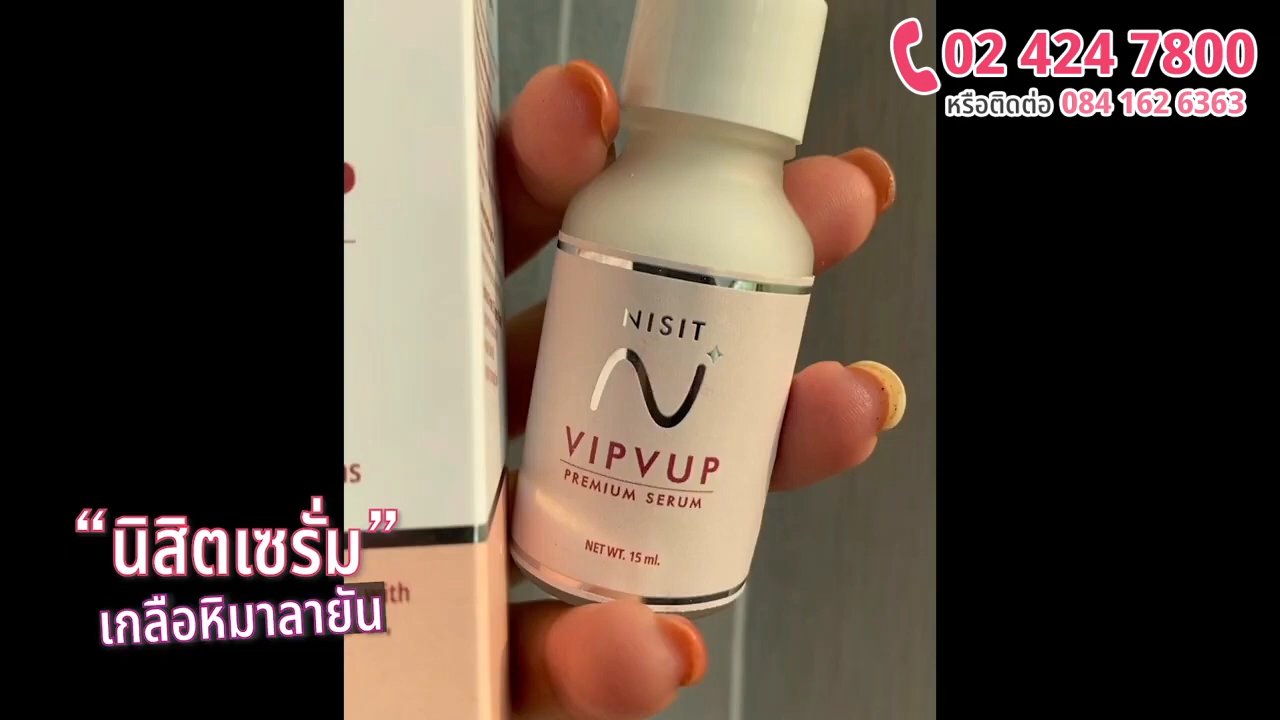 02 424 7800
หรือติดต่อ 084 162 6363
NISIT
VIPVUP
PREMIUM SERUM
NET WT. 15 ml.
“นิสิตเซรั่ม”
เกลือหิมาลายัน